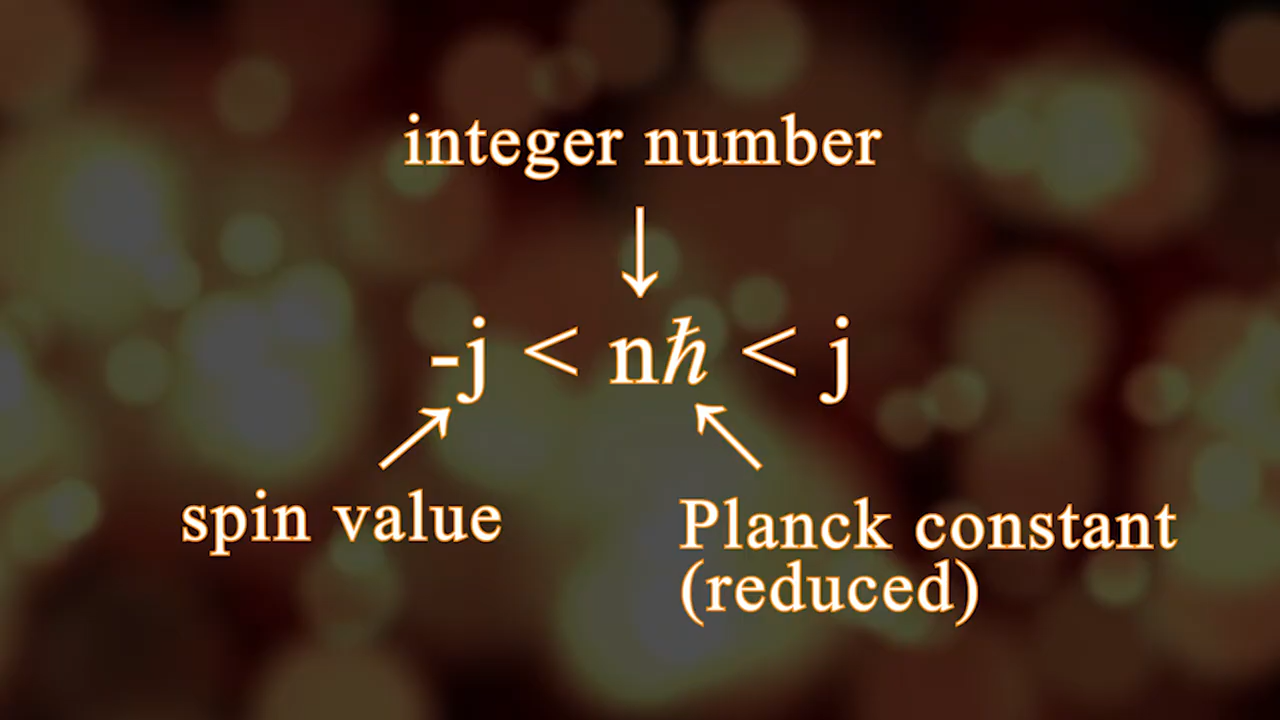 integer number
↓
-j < nℏ < j
spin value
Planck constant
(reduced)